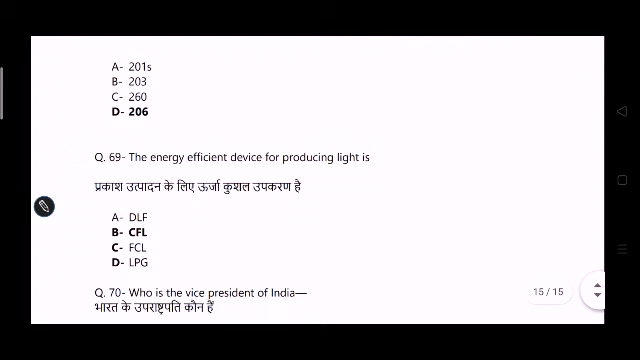 A- 201s
B- 203
C- 260
D- 206
Q. 69- The energy efficient device for producing light is
प्रकाश उत्पादन के लिए ऊर्जा कुशल उपकरण है
A- DLF
B- CFL
C- FCL
D- LPG
Q. 70- Who is the vice president of India—
15 / 15
भारत के उपराष्ट्रपति कौन हैं